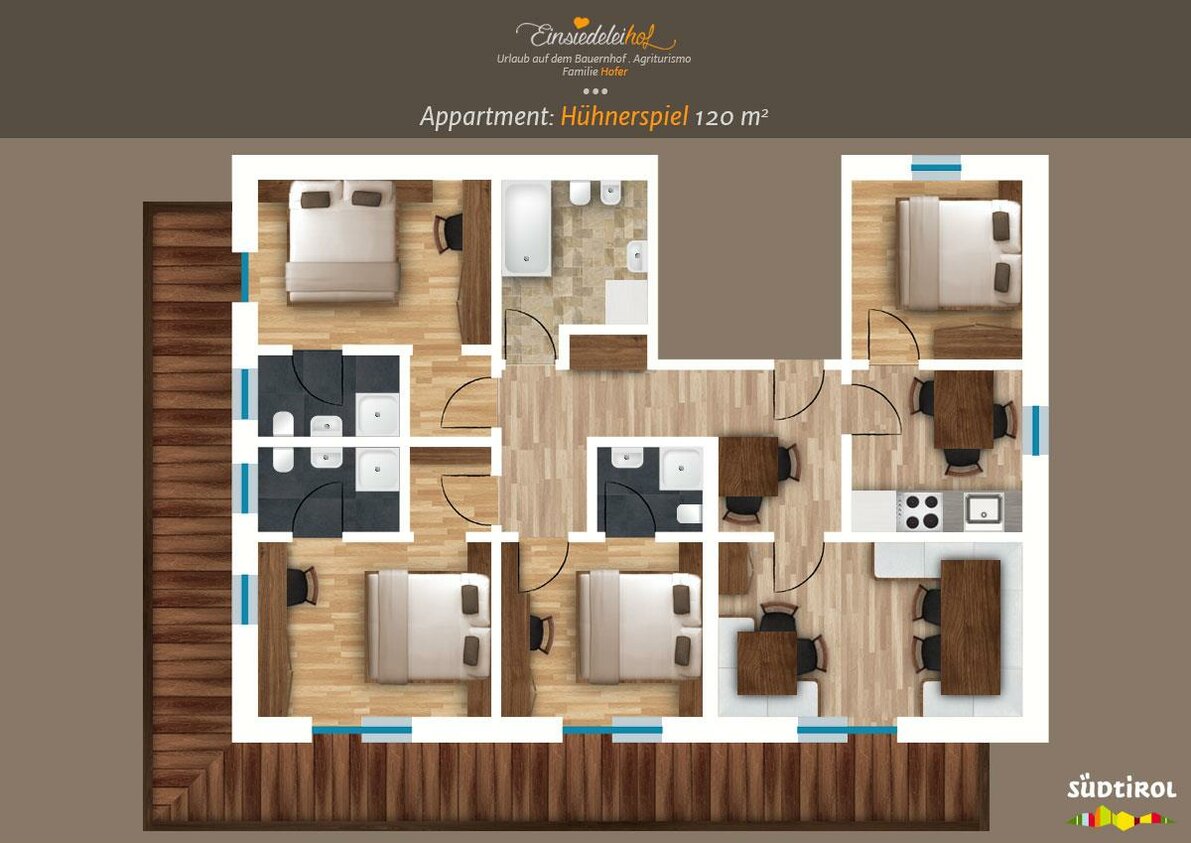 Einsiedeleihof
Urlaub auf dem Bauernhof . Agriturismo
Familie Hofer
Appartment: Hühnerspiel 120 m²
SÜDTIROL